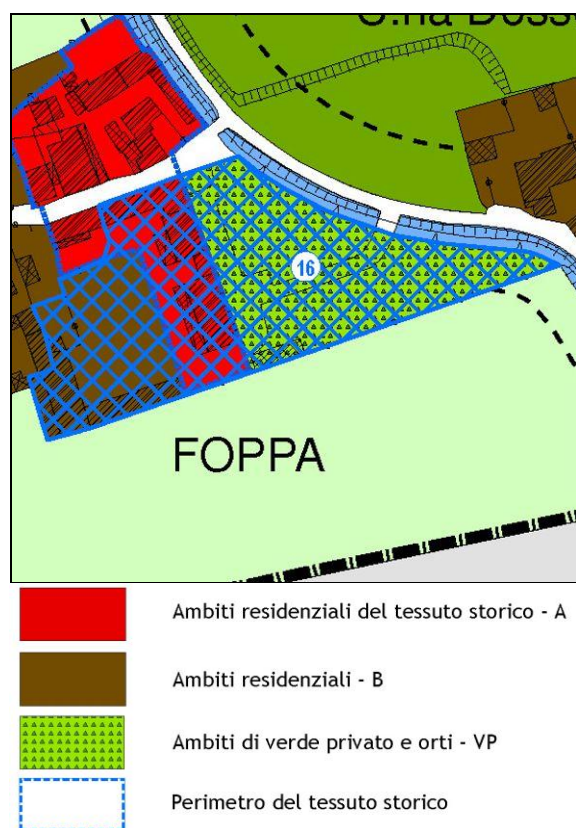 16
FOPPA
Ambiti residenziali del tessuto storico - A
Ambiti residenziali - B
Ambiti di verde privato e orti - VP
Perimetro del tessuto storico